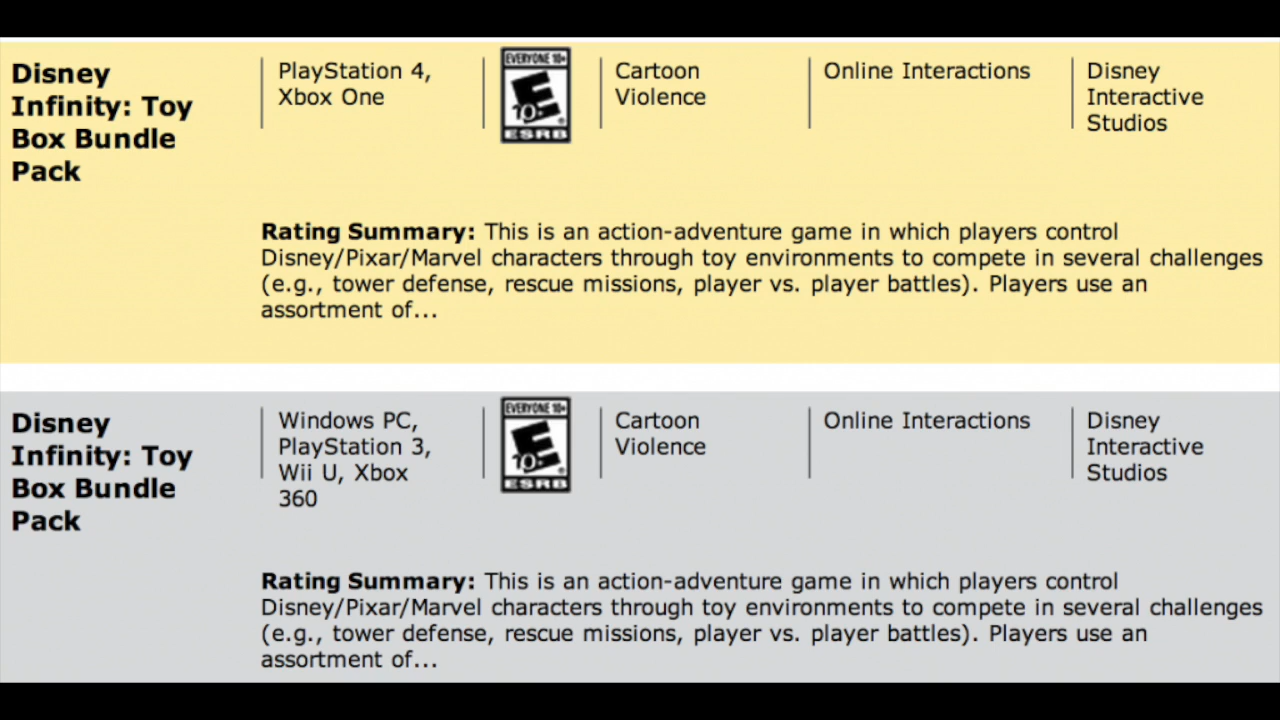 Disney
Infinity: Toy
Box Bundle
Pack
PlayStation 4,
Xbox One
EVERYONE 10+
E
10+
®
ESRB
Cartoon
Violence
Online Interactions
Disney
Interactive
Studios
Rating Summary: This is an action-adventure game in which players control
Disney/Pixar/Marvel characters through toy environments to compete in several challenges
(e.g., tower defense, rescue missions, player vs. player battles). Players use an
assortment of...
Disney
Infinity: Toy
Box Bundle
Pack
Windows PC,
PlayStation 3,
Wii U, Xbox
360
EVERYONE 10+
E
10+
®
ESRB
Cartoon
Violence
Online Interactions
Disney
Interactive
Studios
Rating Summary: This is an action-adventure game in which players control
Disney/Pixar/Marvel characters through toy environments to compete in several challenges
(e.g., tower defense, rescue missions, player vs. player battles). Players use an
assortment of...